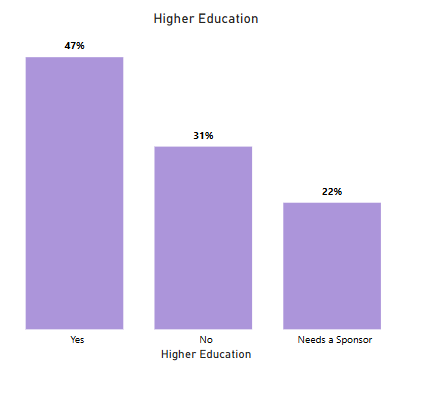 Higher Education
47%
31%
22%
Yes
No
Needs a Sponsor
Higher Education